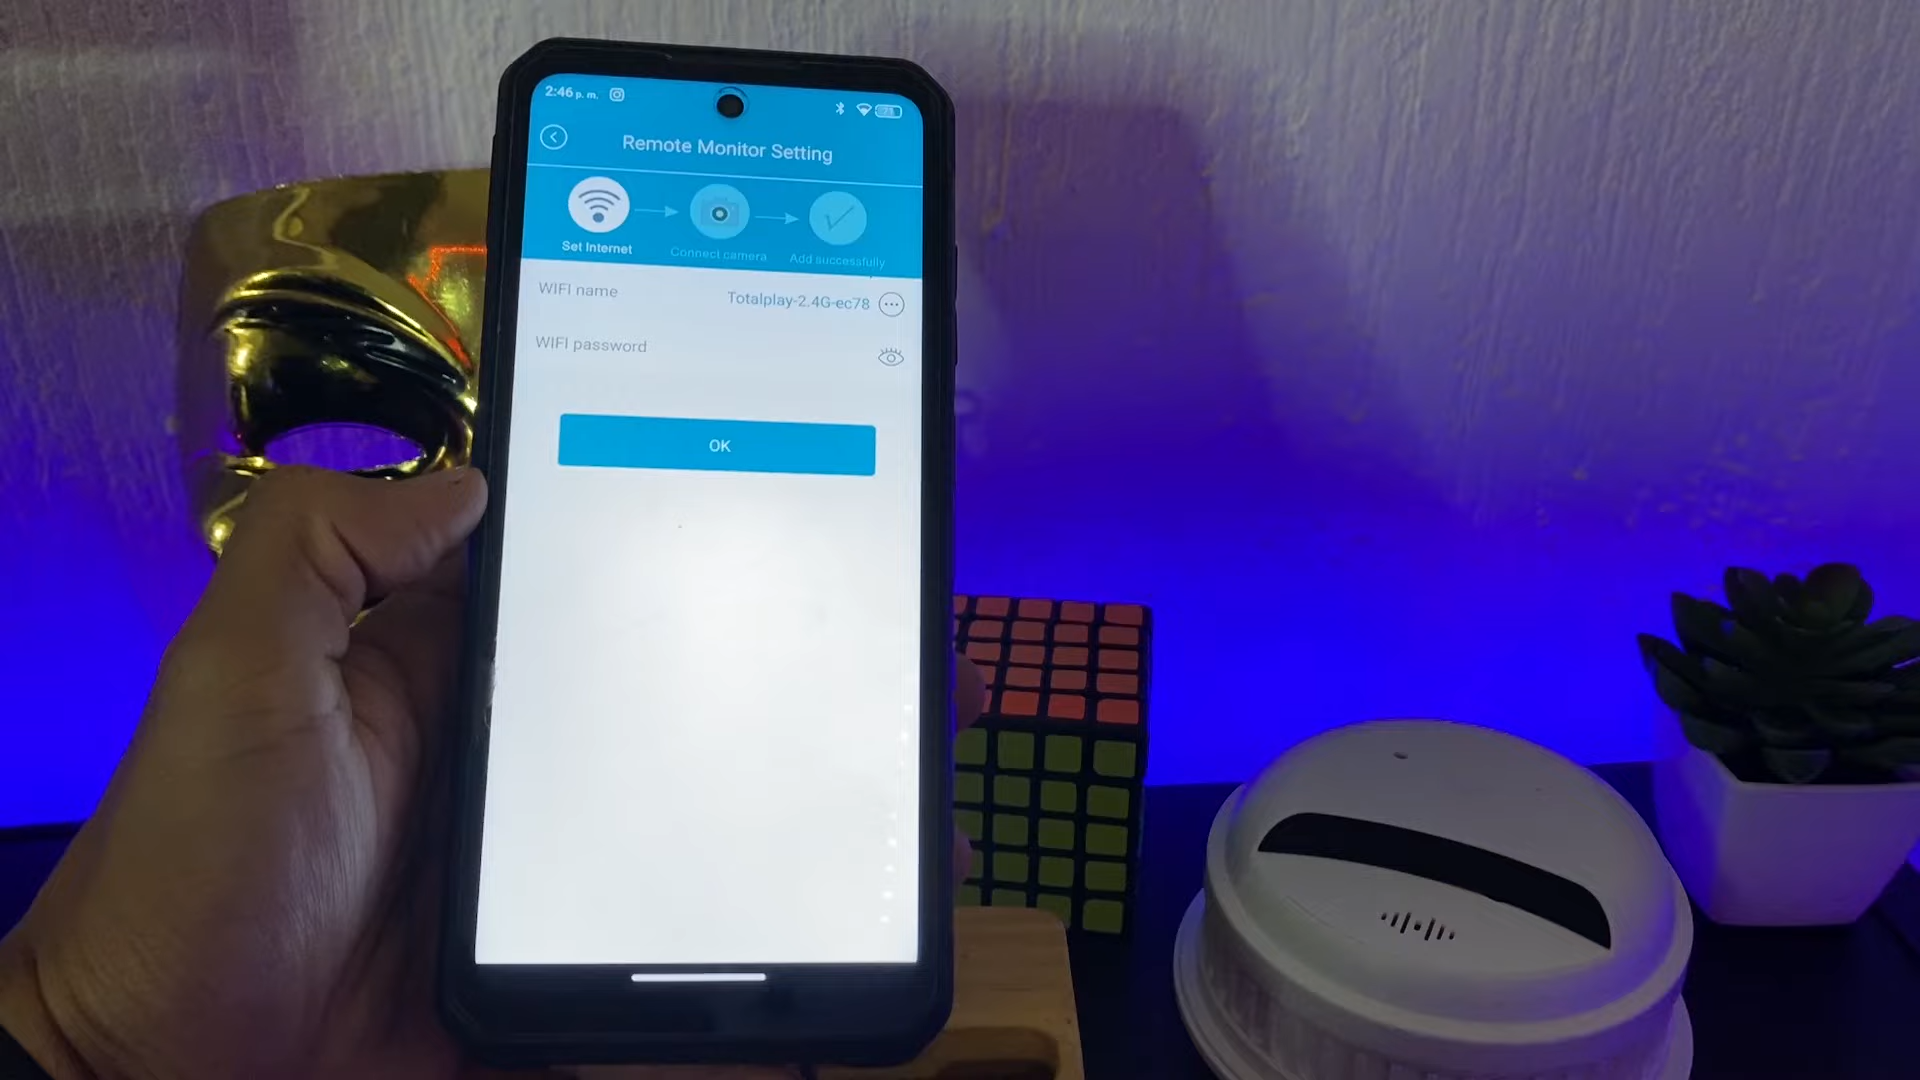 2:46 p. m.
Remote Monitor Setting
Set Internet
Connect camera
Add successfully
WIFI name
Totalplay-2.4G-ec78
WIFI password
OK